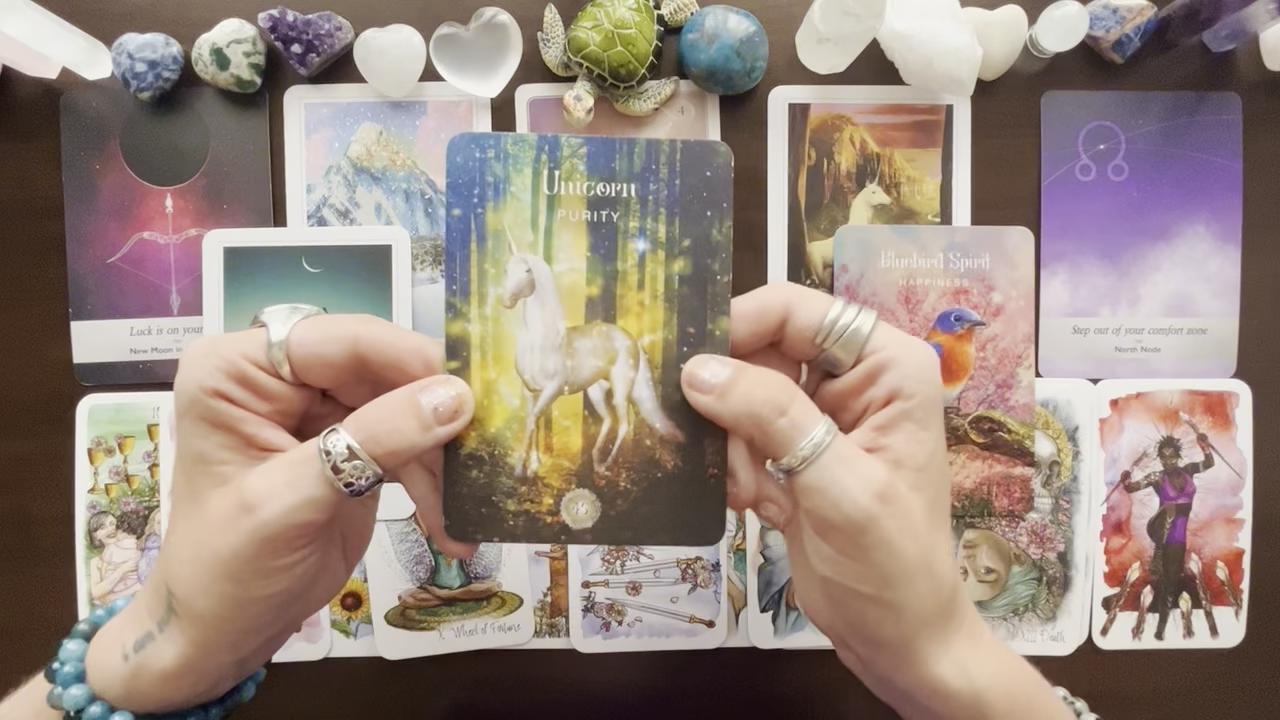 4
Unicorn
PURITY
Bluebird Spirit
HAPPINESS
Luck is on your
New Moon in
Step out of your comfort zone
North Node
X. Wheel of Fortune
Death